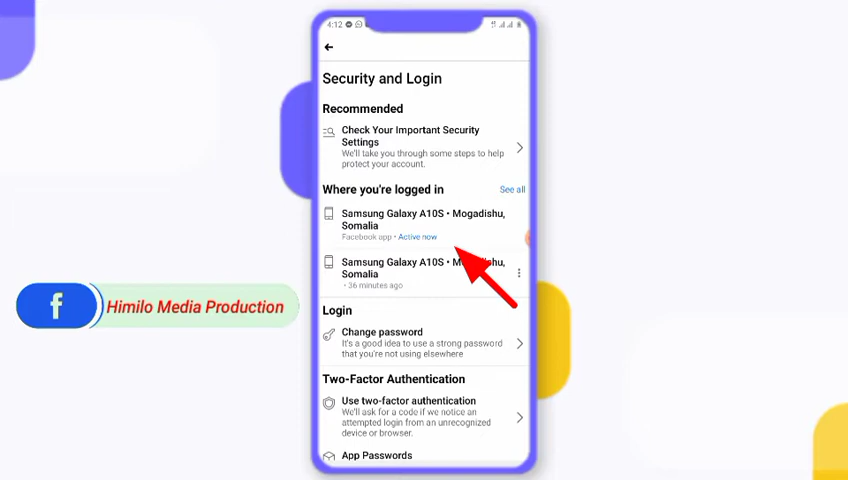 4:12
Security and Login
Recommended
Check Your Important Security
Settings
We'll take you through some steps to help
protect your account.
Where you're logged in
See all
Samsung Galaxy A10S • Mogadishu,
Somalia
Facebook app • Active now
Samsung Galaxy A10S • M hu,
Somalia
• 36 minutes ago
f Himilo Media Production
Login
Change password
It's a good idea to use a strong password
that you're not using elsewhere
Two-Factor Authentication
Use two-factor authentication
We'll ask for a code if we notice an
attempted login from an unrecognized
device or browser.
App Passwords